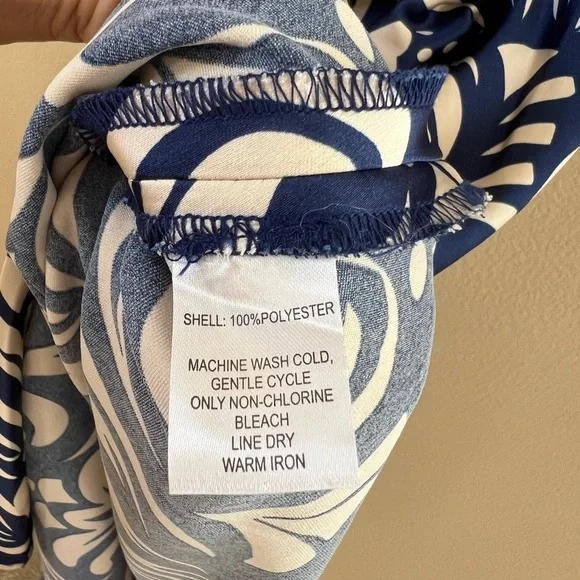 SHELL: 100%POLYESTER
MACHINE WASH COLD,
GENTLE CYCLE
ONLY NON-CHLORINE
BLEACH
LINE DRY
WARM IRON